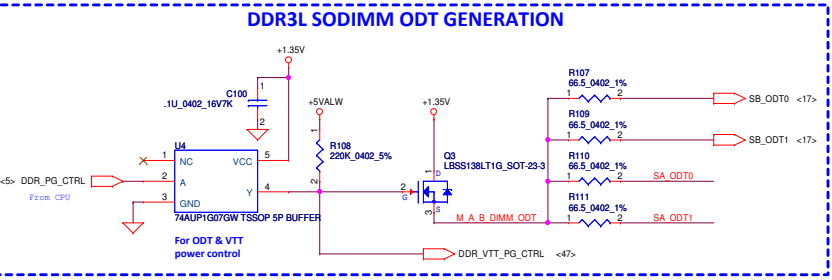 DDR3L SODIMM ODT GENERATION
+1.35V
C100
.1U_0402_16V7K
1
2
+5VALW
1
R108
220K_0402_5%
2
+1.35V
U4
1
NC
VCC
5
2
A
3
GND
Y
4
74AUP1G07GW TSSOP 5P BUFFER
<5> DDR_PG_CTRL
From CPU
For ODT & VTT
power control
Q3
LBSS138LT1G_SOT-23-3
1
D
2
G
3
S
M_A_B_DIMM_ODT
DDR_VTT_PG_CTRL <47>
R107
66.5_0402_1%
1 2
SB_ODT0 <17>
R109
66.5_0402_1%
1 2
SB_ODT1 <17>
R110
66.5_0402_1%
1 2
SA_ODT0
R111
66.5_0402_1%
1 2
SA_ODT1